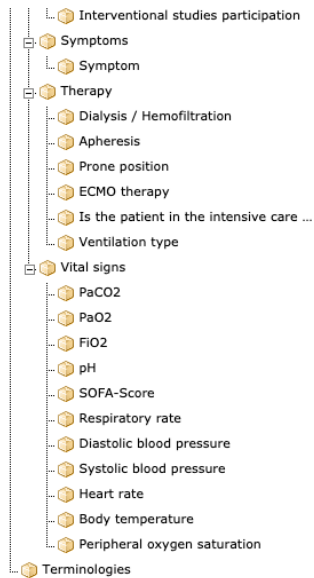 Interventional studies participation
Symptoms
Symptom
Therapy
Dialysis / Hemofiltration
Apheresis
Prone position
ECMO therapy
Is the patient in the intensive care ...
Ventilation type
Vital signs
PaCO2
PaO2
FiO2
pH
SOFA-Score
Respiratory rate
Diastolic blood pressure
Systolic blood pressure
Heart rate
Body temperature
Peripheral oxygen saturation
Terminologies